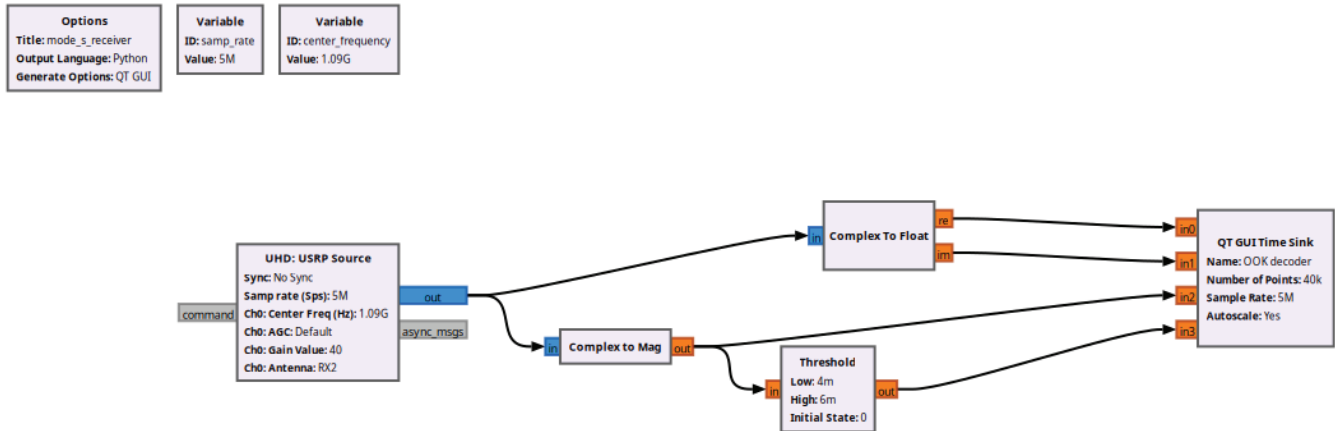 Options
Title: mode_s_receiver
Output Language: Python
Generate Options: QT GUI
Variable
ID: samp_rate
Value: 5M
Variable
ID: center_frequency
Value: 1.09G
UHD: USRP Source
Sync: No Sync
Samp rate (Sps): 5M
Ch0: Center Freq (Hz): 1.09G
Ch0: AGC: Default
Ch0: Gain Value: 40
Ch0: Antenna: RX2
command
out
async_msgs
in
Complex to Mag
out
in
Complex To Float
re
im
in
Threshold
Low: 4m
High: 6m
Initial State: 0
out
in0
in1
in2
in3
QT GUI Time Sink
Name: OOK decoder
Number of Points: 40k
Sample Rate: 5M
Autoscale: Yes